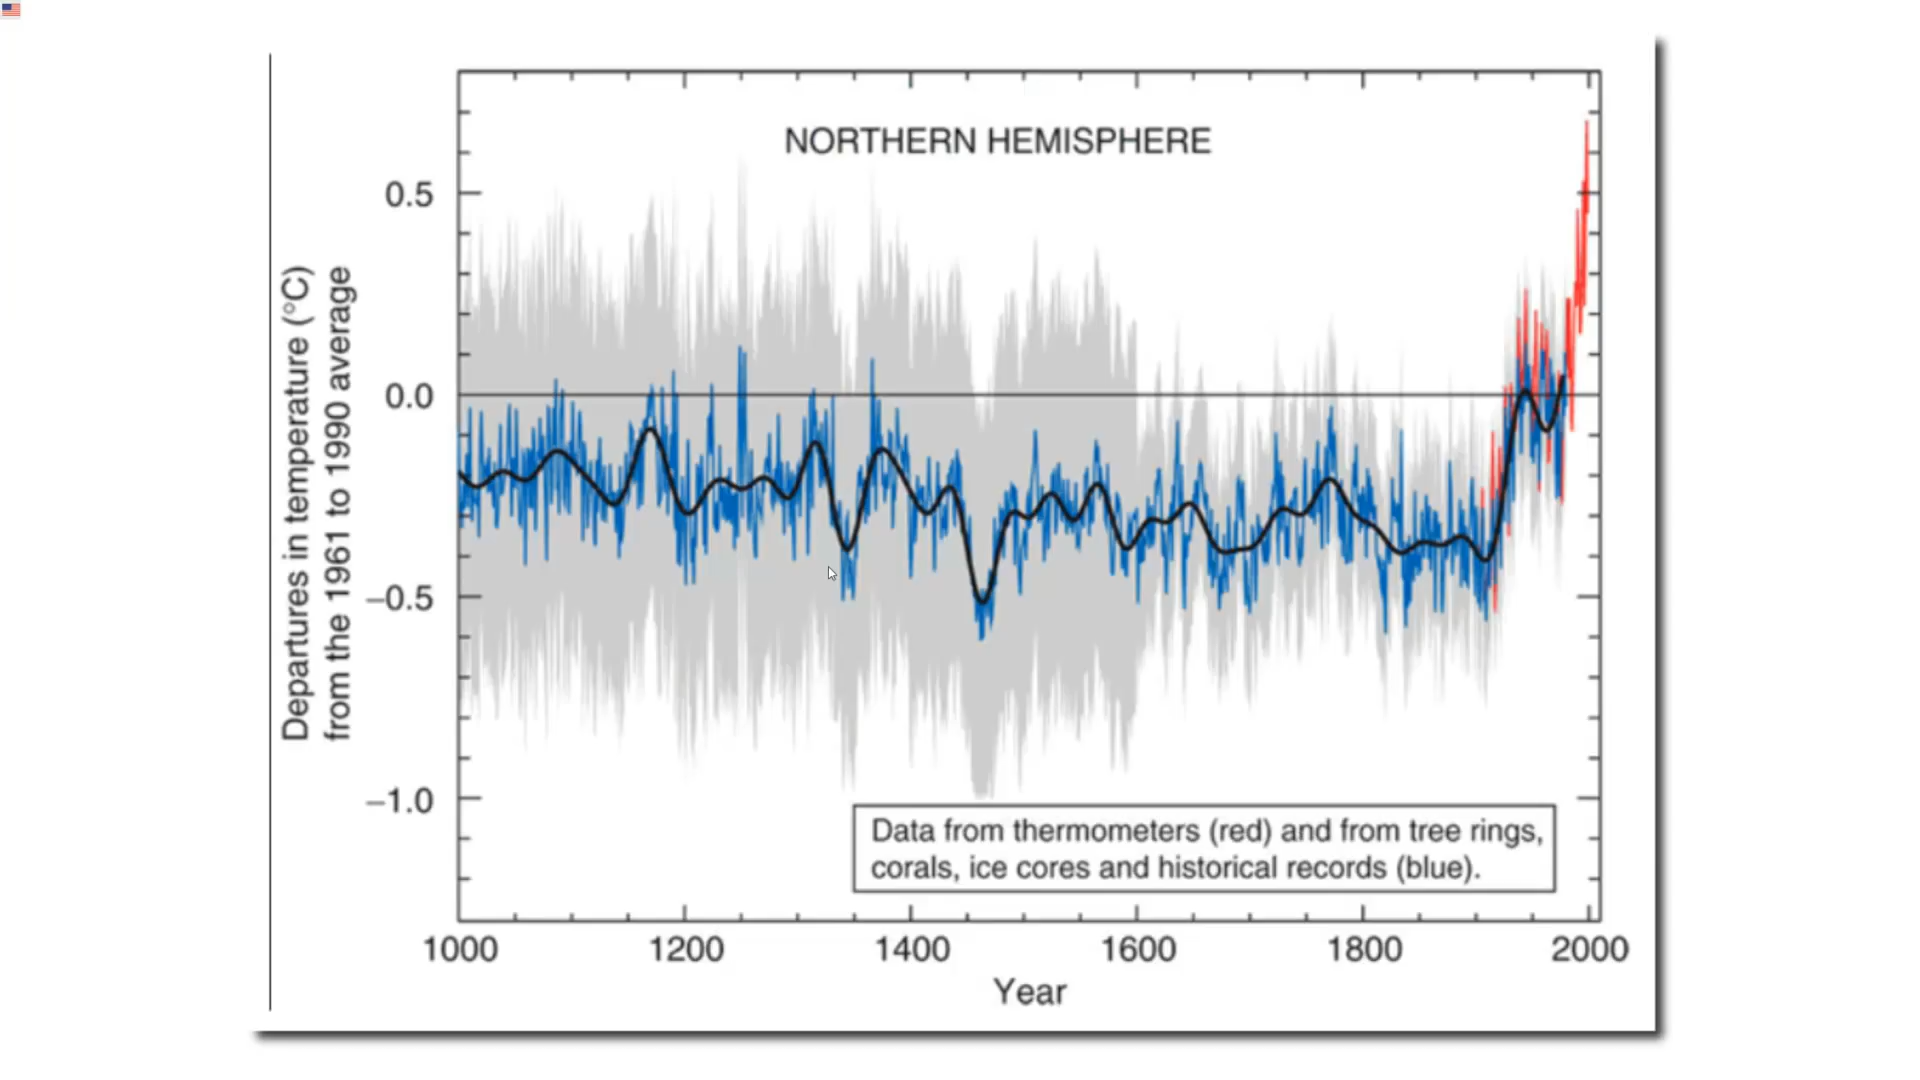 NORTHERN HEMISPHERE
Departures in temperature (°C)
from the 1961 to 1990 average
0.5
0.0
−0.5
−1.0
Data from thermometers (red) and from tree rings,
corals, ice cores and historical records (blue).
1000 1200 1400 1600 1800 2000
Year